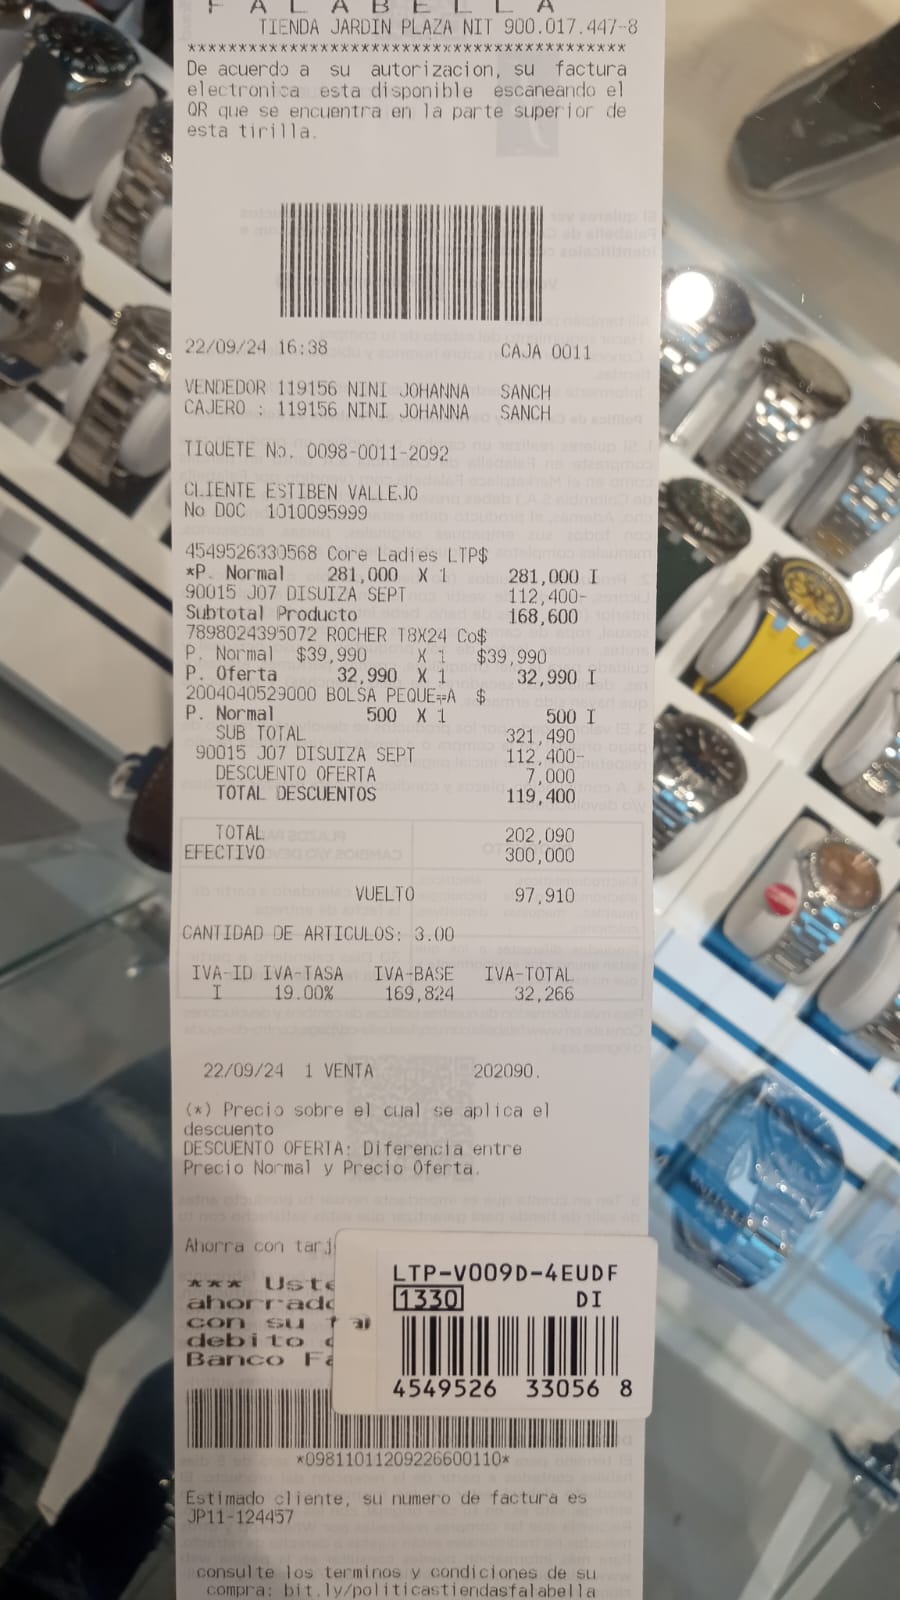 FALABELLA
TIENDA JARDIN PLAZA NIT 900.017.447-8
*******************************************
De acuerdo a su autorizacion, su factura
electronica esta disponible escaneando el
QR que se encuentra en la parte superior de
esta tirilla.
22/09/24 16:38 CAJA 0011
VENDEDOR 119156 NINI JOHANNA SANCH
CAJERO : 119156 NINI JOHANNA SANCH
TIQUETE No. 0098-0011-2092
CLIENTE ESTIBEN VALLEJO
No DOC 1010095999
4549526330568 Core Ladies LTP$
*P. Normal 281,000 X 1 281,000 I
90015 J07 DISUIZA SEPT 112,400-
Subtotal Producto 168,600
7898024395072 ROCHER T8X24 Co$
P. Normal $39,990 X 1 $39,990
P. Oferta 32,990 X 1 32,990 I
2004040529000 BOLSA PEQUE=A $
P. Normal 500 X 1 500 I
SUB TOTAL 321,490
90015 J07 DISUIZA SEPT 112,400-
DESCUENTO OFERTA 7,000
TOTAL DESCUENTOS 119,400
TOTAL 202,090
EFECTIVO 300,000
VUELTO 97,910
CANTIDAD DE ARTICULOS: 3.00
IVA-ID IVA-TASA IVA-BASE IVA-TOTAL
I 19.00% 169,824 32,266
22/09/24 1 VENTA 202090.
(*) Precio sobre el cual se aplica el
descuento
DESCUENTO OFERTA: Diferencia entre
Precio Normal y Precio Oferta.
Ahorra con tarj
*** Uste
ahorrado
con su
debito
Banco Fa
LTP-V009D-4EUDF
1330 DI
4549526 33056 8
*09811011209226600110*
Estimado cliente, su numero de factura es
JP11-124457
consulte los terminos y condiciones de su
compra: bit.ly/politicastiendasfalabella